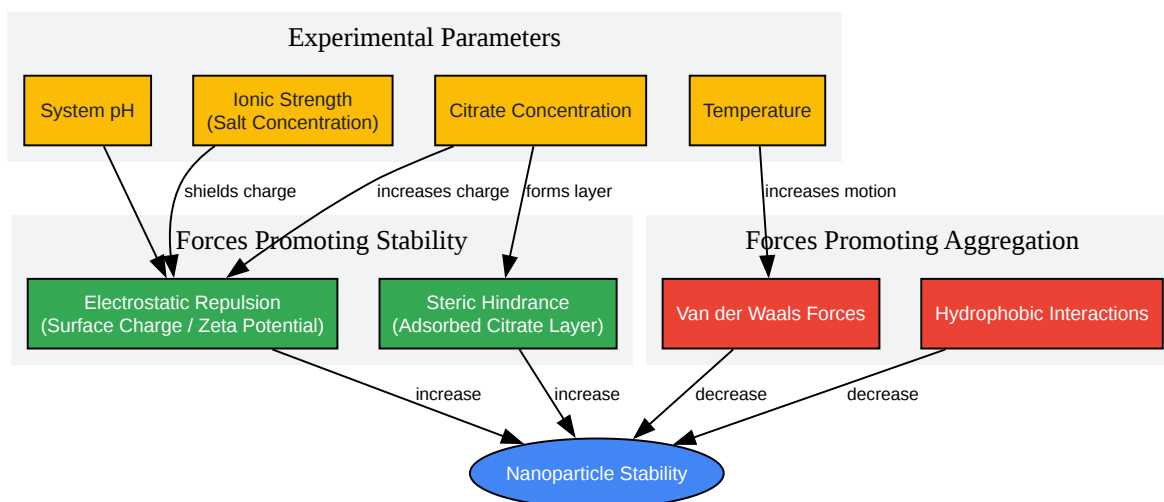 Experimental Parameters
System pH
Ionic Strength
(Salt Concentration)
Citrate Concentration
Temperature
shields charge
increases charge
forms layer
increases motion
Forces Promoting Stability
Forces Promoting Aggregation
Electrostatic Repulsion
(Surface Charge / Zeta Potential)
Steric Hindrance
(Adsorbed Citrate Layer)
Van der Waals Forces
Hydrophobic Interactions
increase
increase
decrease
decrease
Nanoparticle Stability